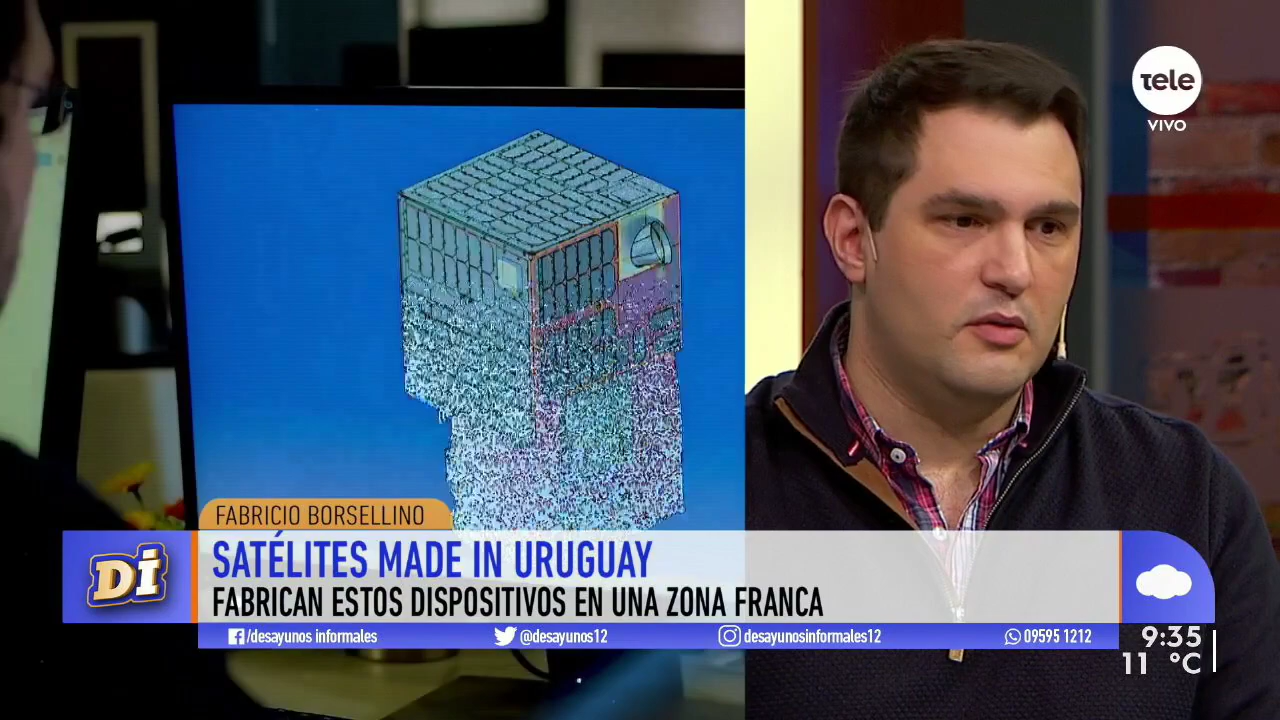 tele
VIVO
FABRICIO BORSELLINO
Di
SATÉLITES MADE IN URUGUAY
FABRICAN ESTOS DISPOSITIVOS EN UNA ZONA FRANCA
/desayunos informales @desayunos12 desayunosinformales12 09595 1212
9:35
11 °C